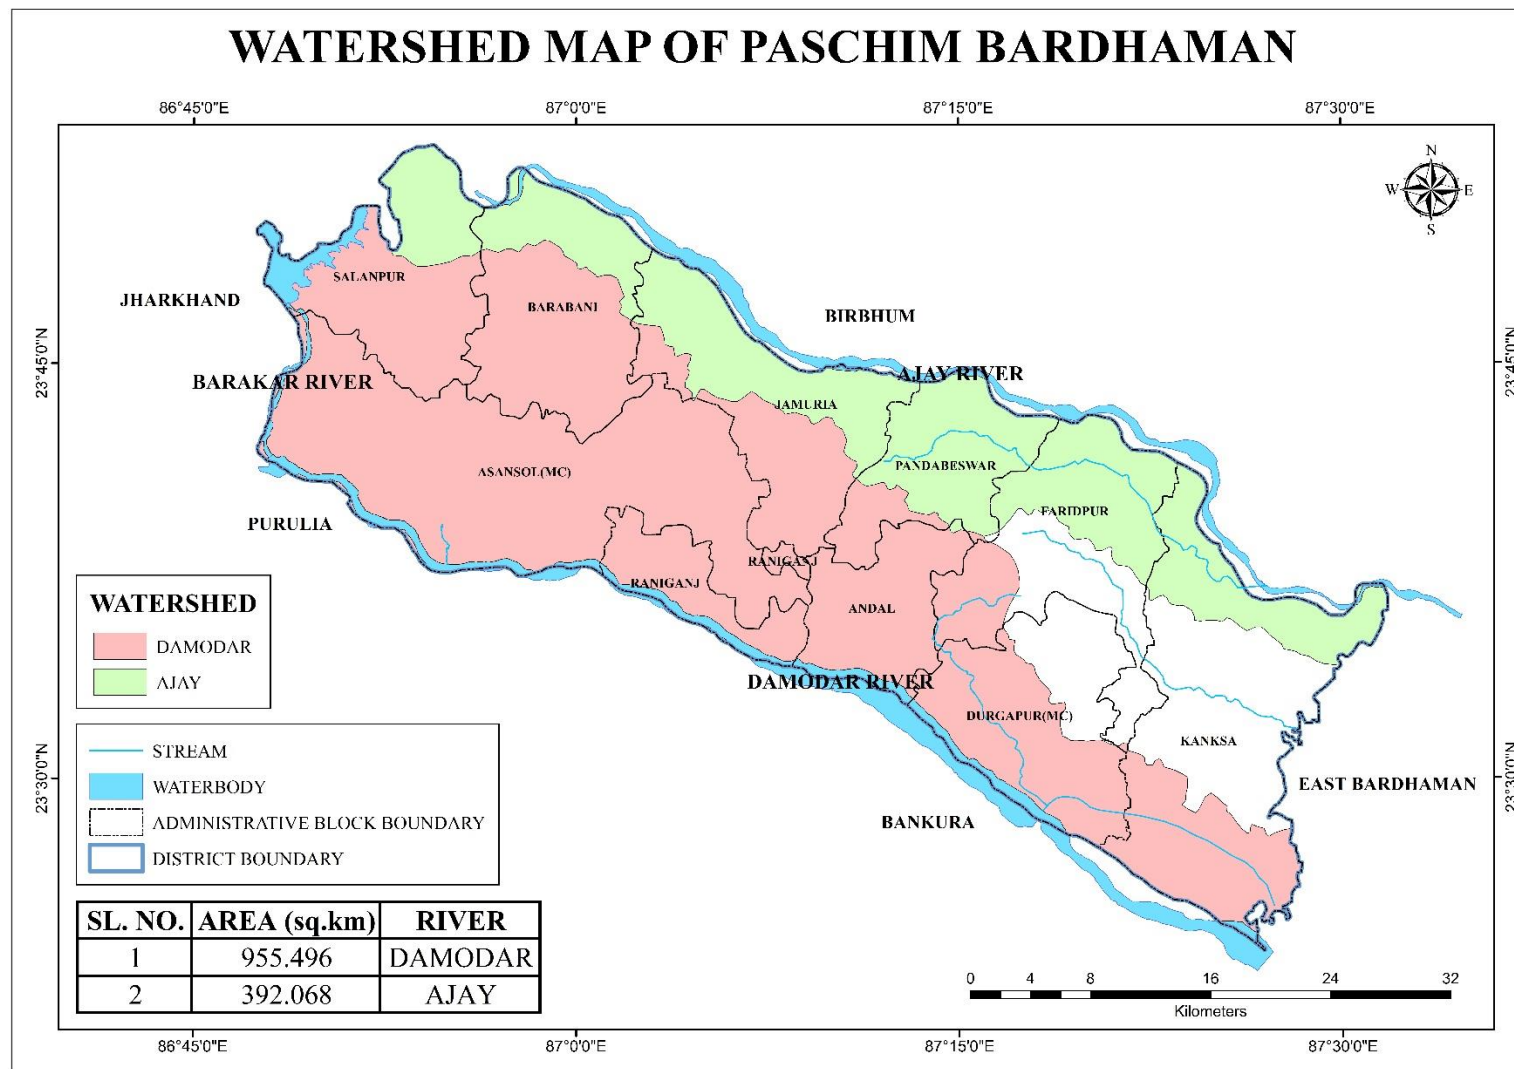 WATERSHED MAP OF PASCHIM BARDHAMAN
86°45'0"E 87°0'0"E 87°15'0"E 87°30'0"E
N
W E
S
SALANPUR
JHARKHAND
BARABANI
BIRBHUM
23°45'0"N 23°45'0"N
BARAKAR RIVER
AJAY RIVER
JAMURIA
ASANSOL(MC)
PANDABESWAR
PURULIA
FARIDPUR
RANIGANJ
RANIGANJ
ANDAL
WATERSHED
DAMODAR
AJAY
DAMODAR RIVER
DURGAPUR(MC)
KANKSA
STREAM
WATERBODY
ADMINISTRATIVE BLOCK BOUNDARY
DISTRICT BOUNDARY
23°30'0"N 23°30'0"N
EAST BARDHAMAN
BANKURA
SL. NO. AREA (sq.km) RIVER
1 955.496 DAMODAR
2 392.068 AJAY
0 4 8 16 24 32
Kilometers
86°45'0"E 87°0'0"E 87°15'0"E 87°30'0"E